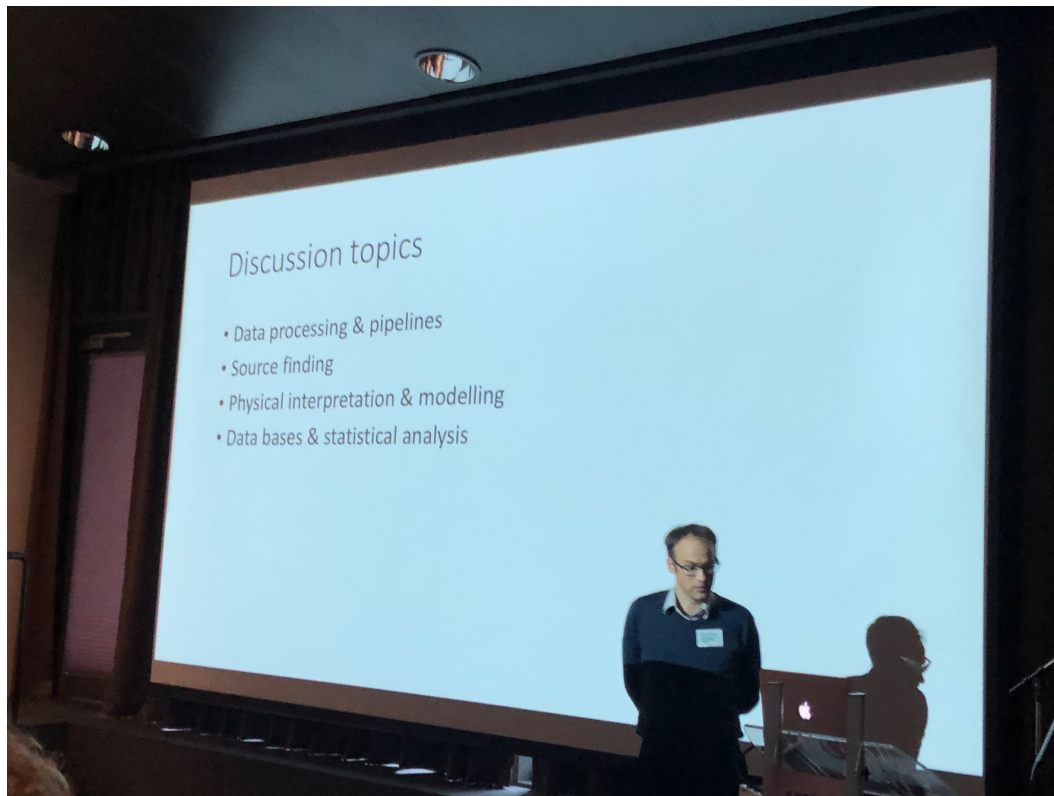 Discussion topics
• Data processing & pipelines
• Source finding
• Physical interpretation & modelling
• Data bases & statistical analysis